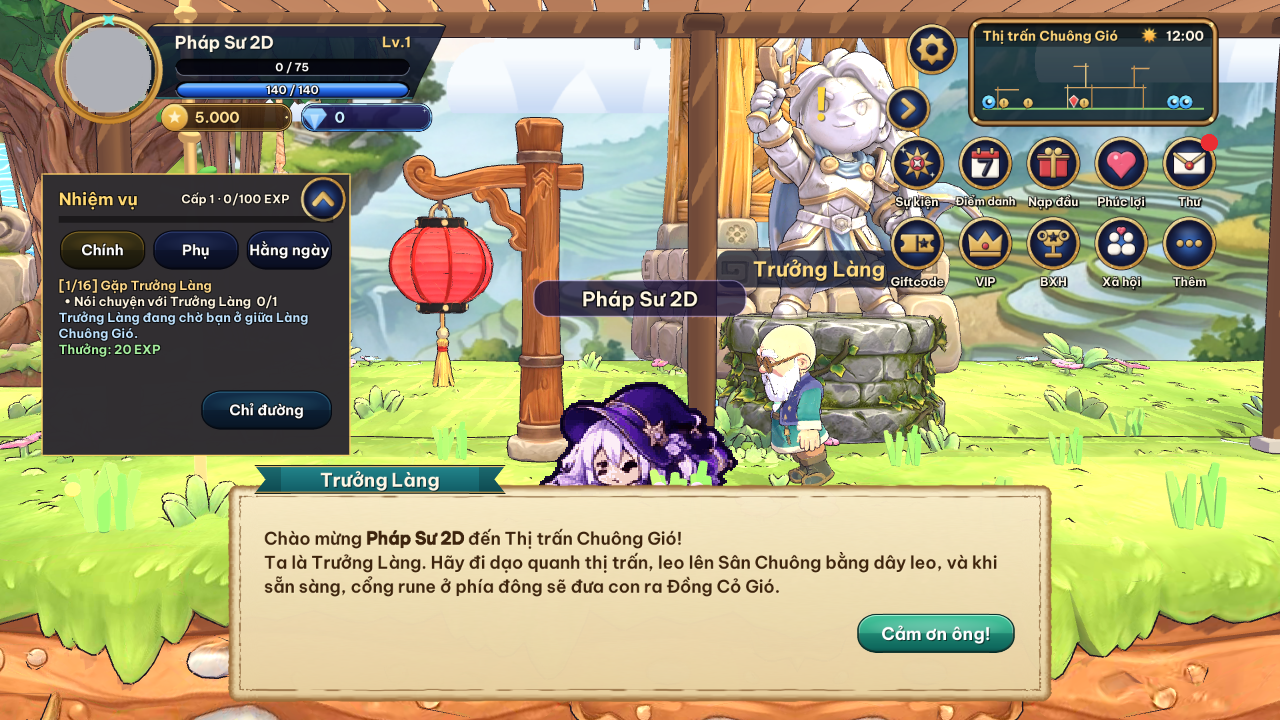 Pháp Sư 2D
Lv.1
0 / 75
140 / 140
5.000
0
Thị trấn Chuông Gió
12:00
Sự kiện
7
Điểm danh
Nạp đầu
Phúc lợi
Thư
Giftcode
VIP
BXH
Xã hội
Thêm
Nhiệm vụ
Cấp 1 · 0/100 EXP
Chính
Phụ
Hằng ngày
[1/16] Gặp Trưởng Làng
• Nói chuyện với Trưởng Làng 0/1
Trưởng Làng đang chờ bạn ở giữa Làng
Chuông Gió.
Thưởng: 20 EXP
Chỉ đường
!
Trưởng Làng
Pháp Sư 2D
Trưởng Làng
Chào mừng Pháp Sư 2D đến Thị trấn Chuông Gió!
Ta là Trưởng Làng. Hãy đi dạo quanh thị trấn, leo lên Sân Chuông bằng dây leo, và khi
sẵn sàng, cổng rune ở phía đông sẽ đưa con ra Đồng Cỏ Gió.
Cảm ơn ông!